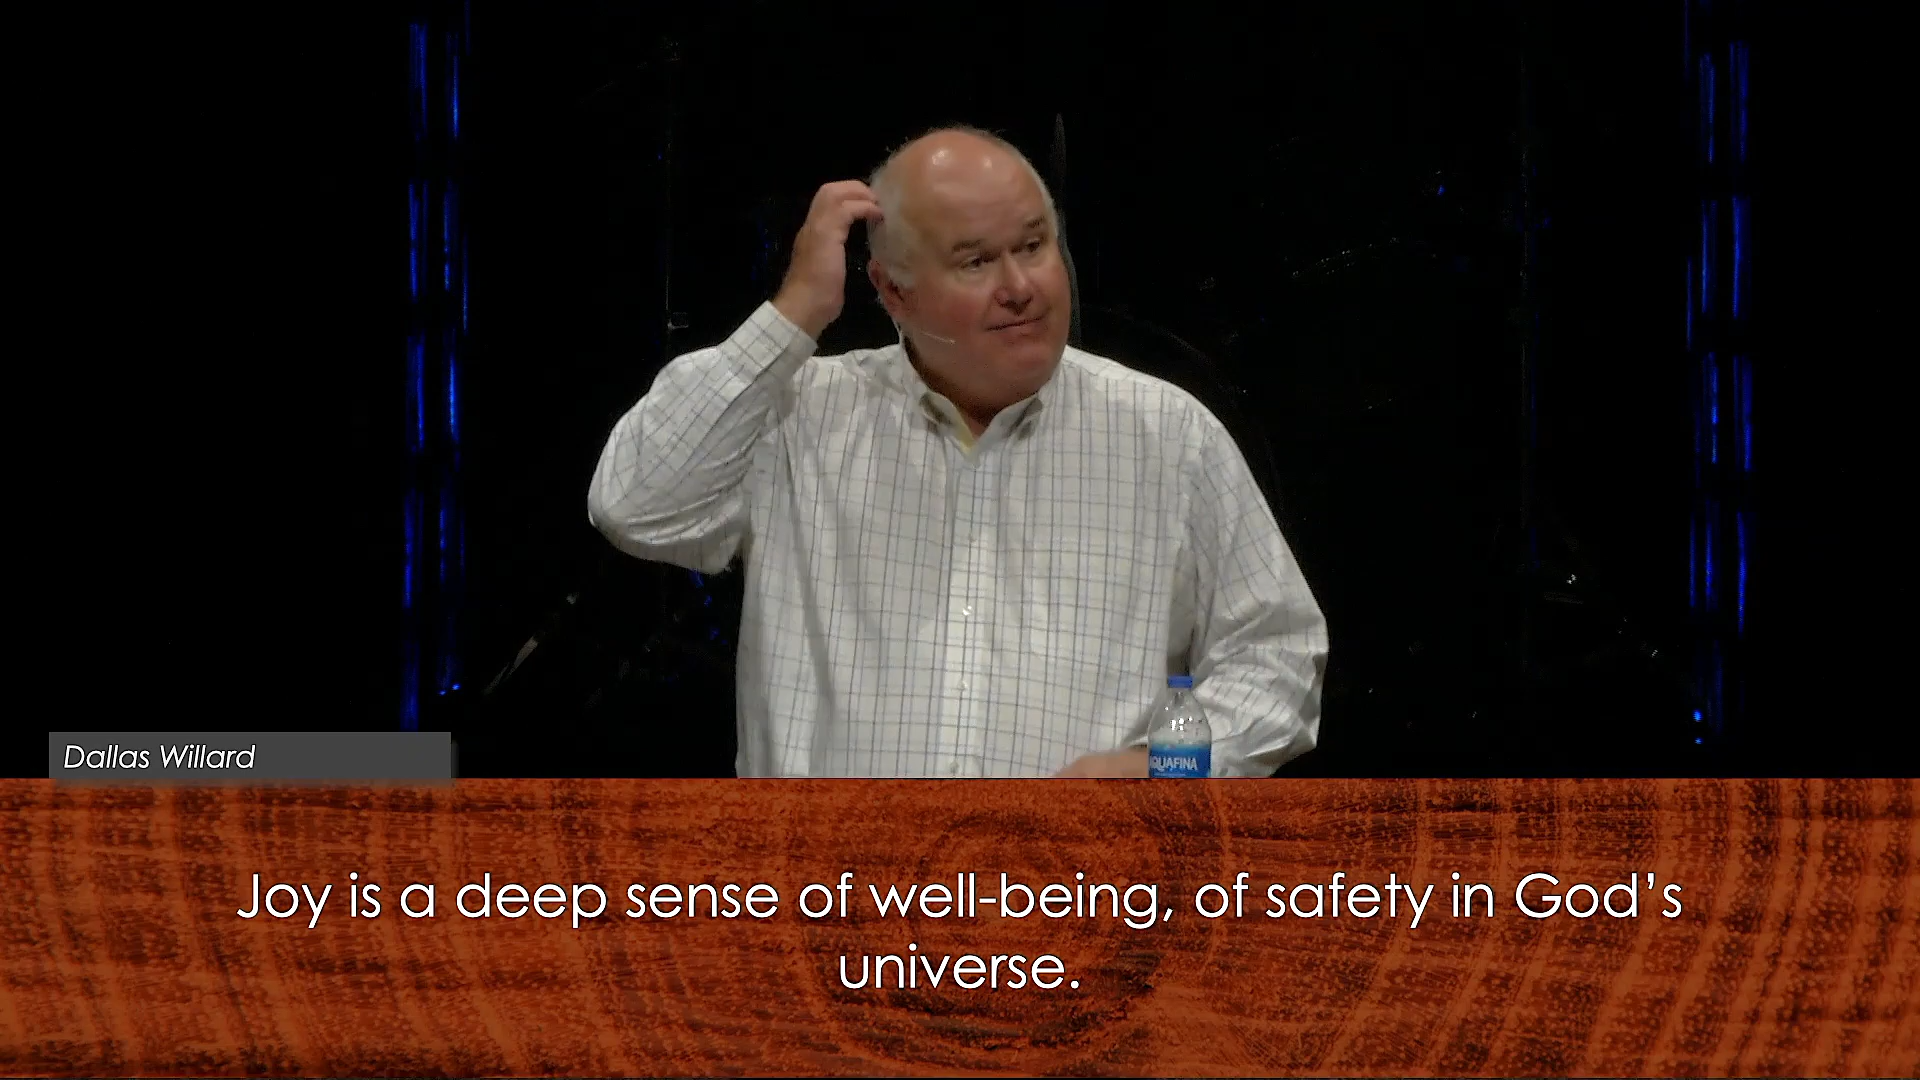 AQUAFINA
Dallas Willard
Joy is a deep sense of well-being, of safety in God’s
universe.